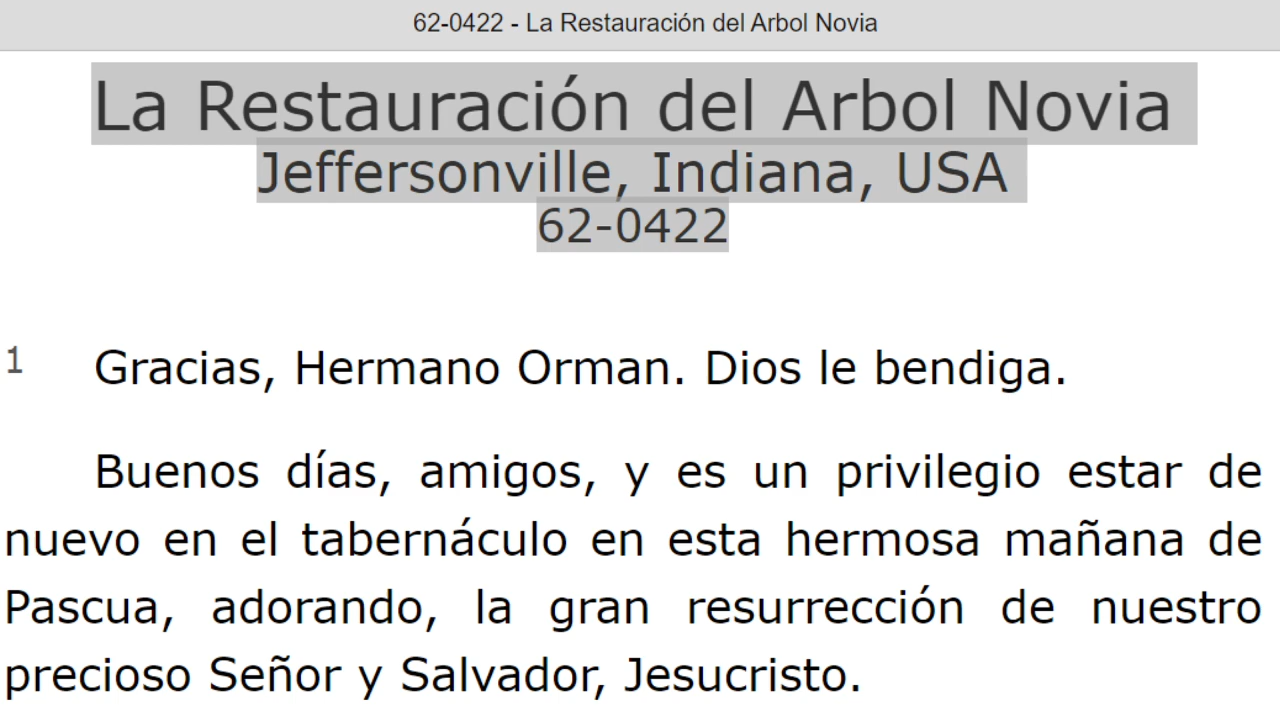 62-0422 - La Restauración del Arbol Novia
La Restauración del Arbol Novia
Jeffersonville, Indiana, USA
62-0422
1 Gracias, Hermano Orman. Dios le bendiga.
Buenos días, amigos, y es un privilegio estar de
nuevo en el tabernáculo en esta hermosa mañana de
Pascua, adorando, la gran resurrección de nuestro
precioso Señor y Salvador, Jesucristo.